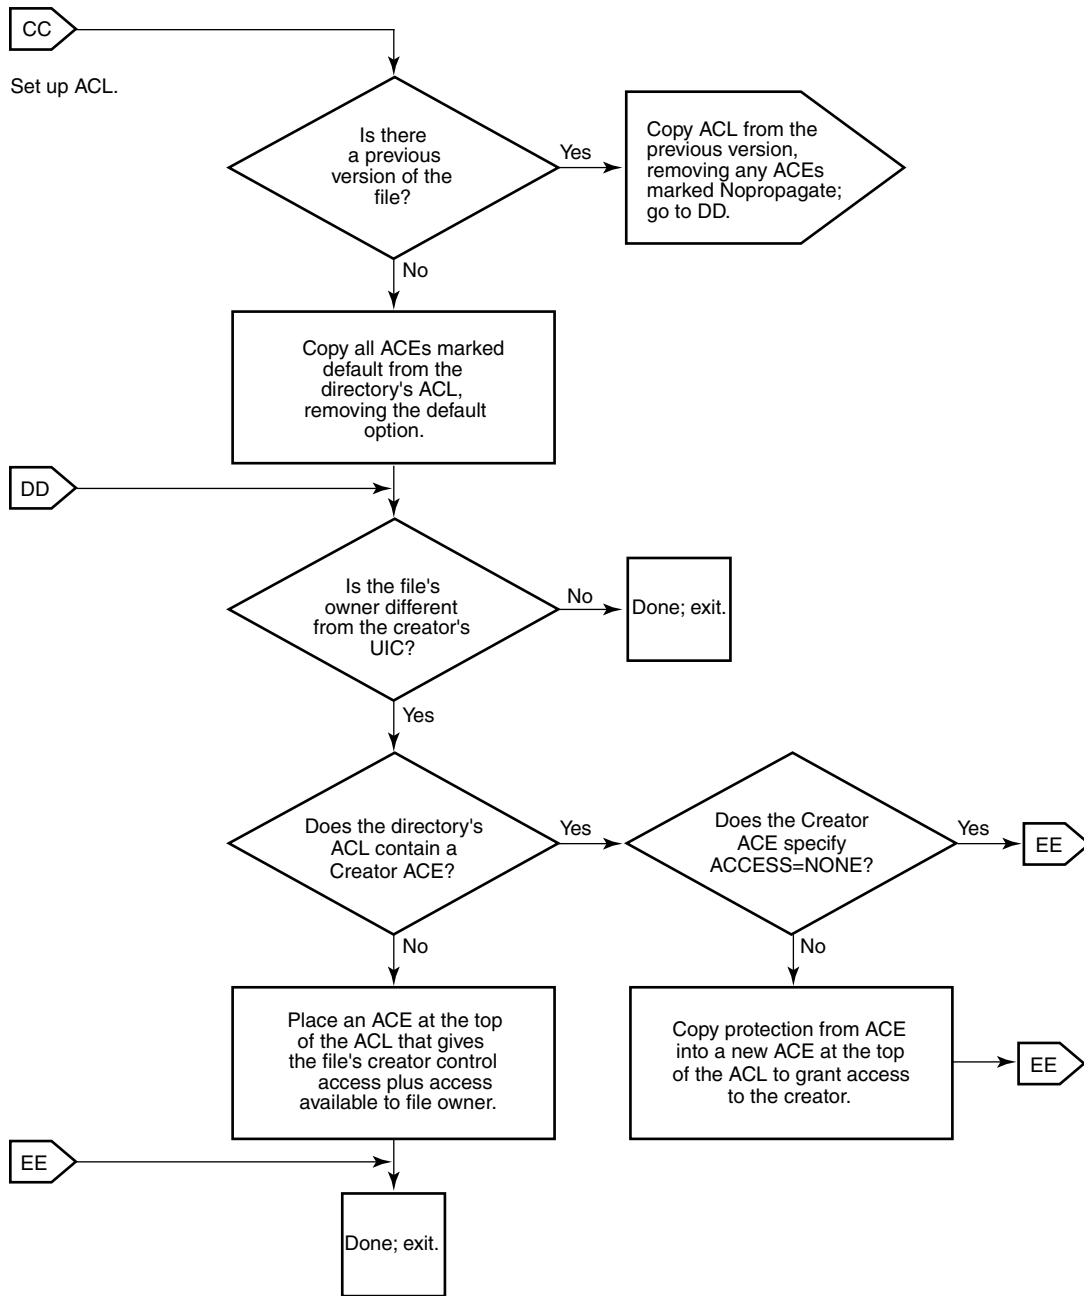 CC
Set up ACL.
Is there
a previous
version of the
file?
Yes
Copy ACL from the
previous version,
removing any ACEs
marked Nopropagate;
go to DD.
No
Copy all ACEs marked
default from the
directory's ACL,
removing the default
option.
DD
Is the file's
owner different
from the creator's
UIC?
No
Done; exit.
Yes
Does the directory's
ACL contain a
Creator ACE?
Yes
Does the Creator
ACE specify
ACCESS=NONE?
Yes
EE
No
No
Place an ACE at the top
of the ACL that gives
the file's creator control
access plus access
available to file owner.
Copy protection from ACE
into a new ACE at the top
of the ACL to grant access
to the creator.
EE
EE
Done; exit.